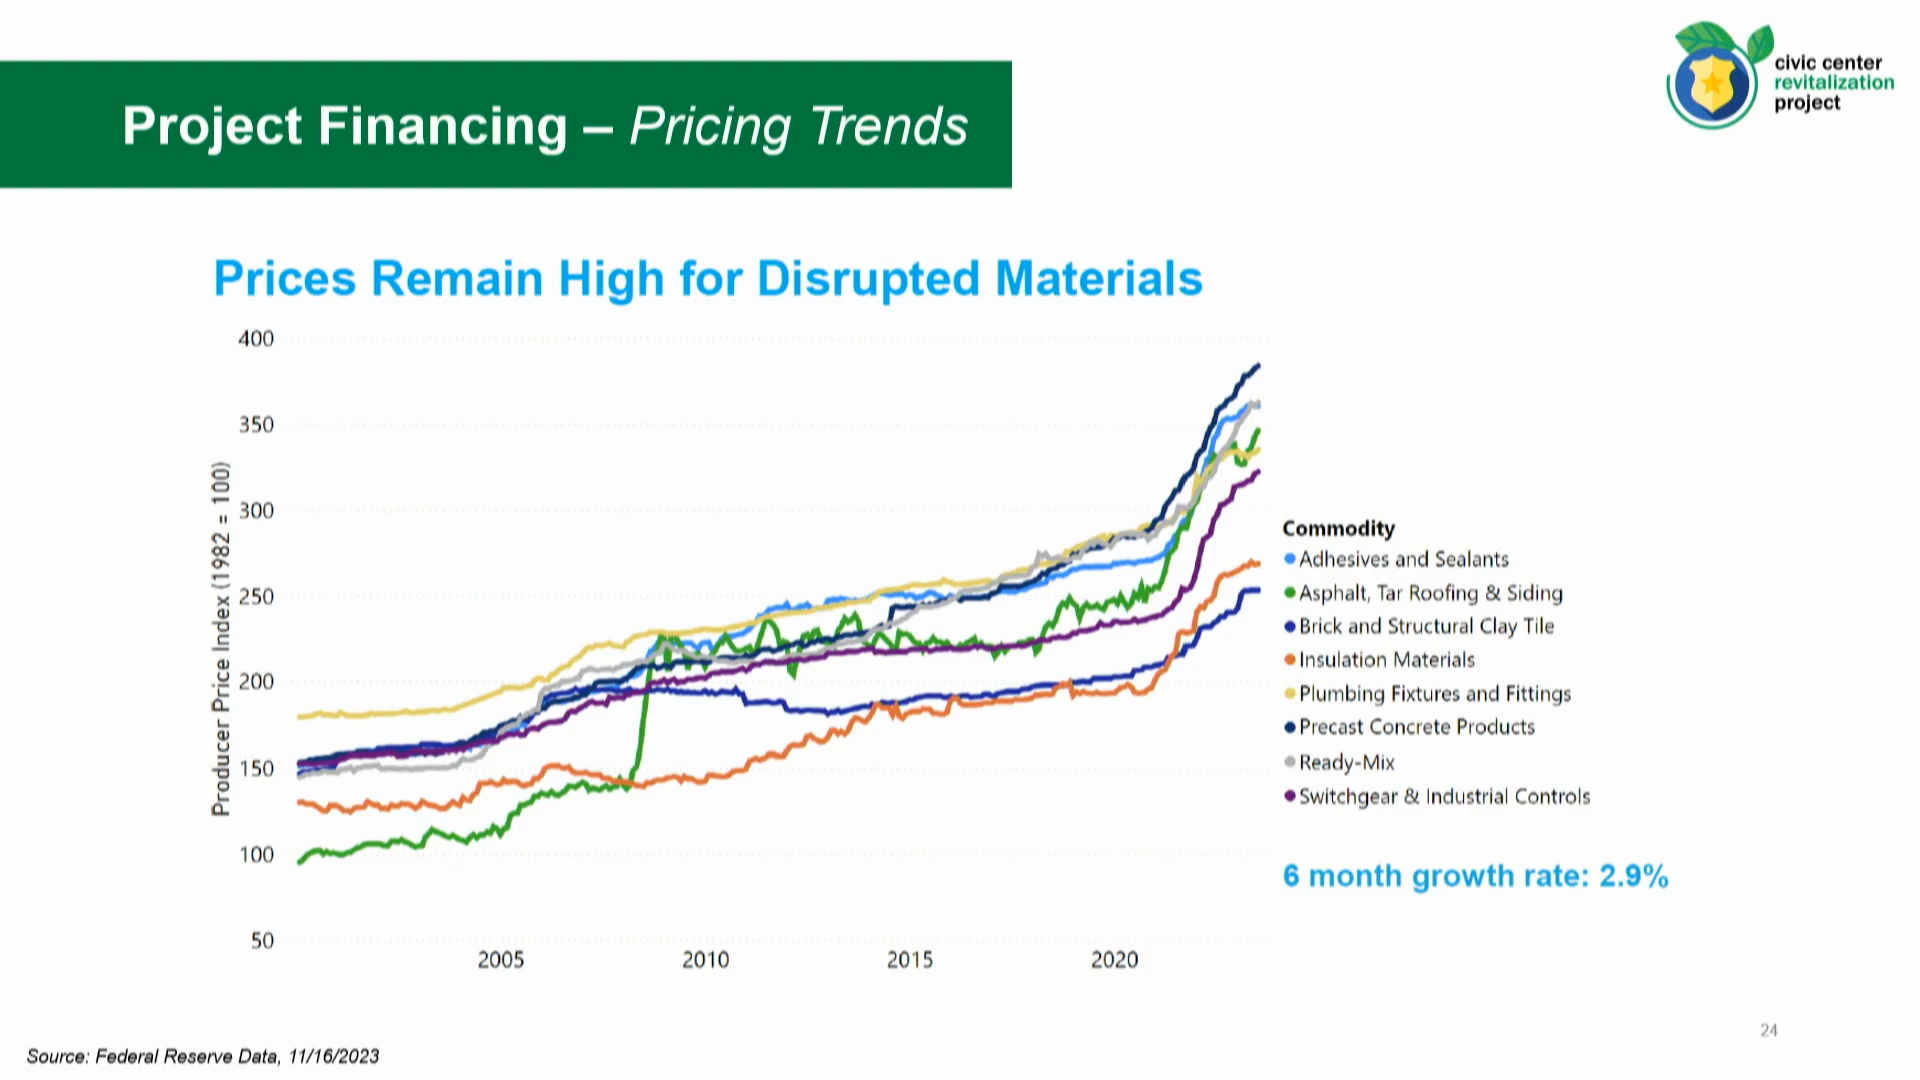 civic center
revitalization
project
Project Financing – Pricing Trends
Prices Remain High for Disrupted Materials
Producer Price Index (1982 = 100)
400
350
300
250
200
150
100
50
2005
2010
2015
2020
Commodity
Adhesives and Sealants
Asphalt, Tar Roofing & Siding
Brick and Structural Clay Tile
Insulation Materials
Plumbing Fixtures and Fittings
Precast Concrete Products
Ready-Mix
Switchgear & Industrial Controls
6 month growth rate: 2.9%
24
Source: Federal Reserve Data, 11/16/2023